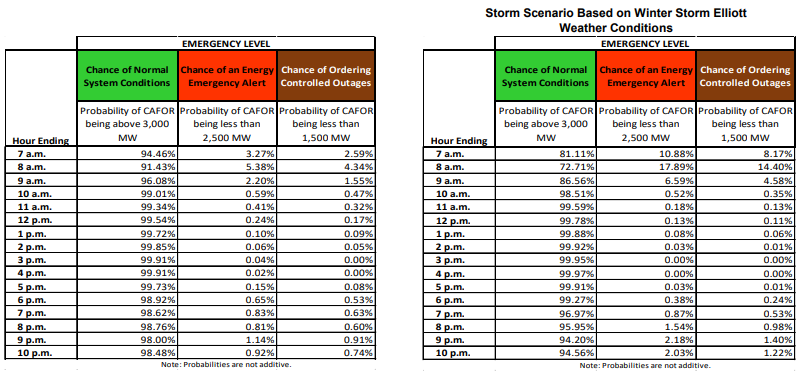 EMERGENCY LEVEL
Chance of Normal System Conditions Chance of an Energy Emergency Alert Chance of Ordering Controlled Outages
Hour Ending Probability of CAFOR being above 3,000 MW Probability of CAFOR being less than 2,500 MW Probability of CAFOR being less than 1,500 MW
7 a.m. 94.46% 3.27% 2.59%
8 a.m. 91.43% 5.38% 4.34%
9 a.m. 96.08% 2.20% 1.55%
10 a.m. 99.01% 0.59% 0.47%
11 a.m. 99.34% 0.41% 0.32%
12 p.m. 99.54% 0.24% 0.17%
1 p.m. 99.72% 0.10% 0.09%
2 p.m. 99.85% 0.06% 0.05%
3 p.m. 99.91% 0.04% 0.00%
4 p.m. 99.91% 0.02% 0.00%
5 p.m. 99.73% 0.15% 0.08%
6 p.m. 98.92% 0.65% 0.53%
7 p.m. 98.62% 0.83% 0.63%
8 p.m. 98.76% 0.81% 0.60%
9 p.m. 98.00% 1.14% 0.91%
10 p.m. 98.48% 0.92% 0.74%
Note: Probabilities are not additive.
Storm Scenario Based on Winter Storm Elliott
Weather Conditions
EMERGENCY LEVEL
Chance of Normal System Conditions Chance of an Energy Emergency Alert Chance of Ordering Controlled Outages
Hour Ending Probability of CAFOR being above 3,000 MW Probability of CAFOR being less than 2,500 MW Probability of CAFOR being less than 1,500 MW
7 a.m. 81.11% 10.88% 8.17%
8 a.m. 72.71% 17.89% 14.40%
9 a.m. 86.56% 6.59% 4.58%
10 a.m. 98.51% 0.52% 0.35%
11 a.m. 99.59% 0.18% 0.13%
12 p.m. 99.78% 0.13% 0.11%
1 p.m. 99.88% 0.08% 0.06%
2 p.m. 99.92% 0.03% 0.01%
3 p.m. 99.95% 0.00% 0.00%
4 p.m. 99.97% 0.00% 0.00%
5 p.m. 99.91% 0.03% 0.01%
6 p.m. 99.27% 0.38% 0.24%
7 p.m. 96.97% 0.87% 0.53%
8 p.m. 95.95% 1.54% 0.98%
9 p.m. 94.20% 2.18% 1.40%
10 p.m. 94.56% 2.03% 1.22%
Note: Probabilities are not additive.